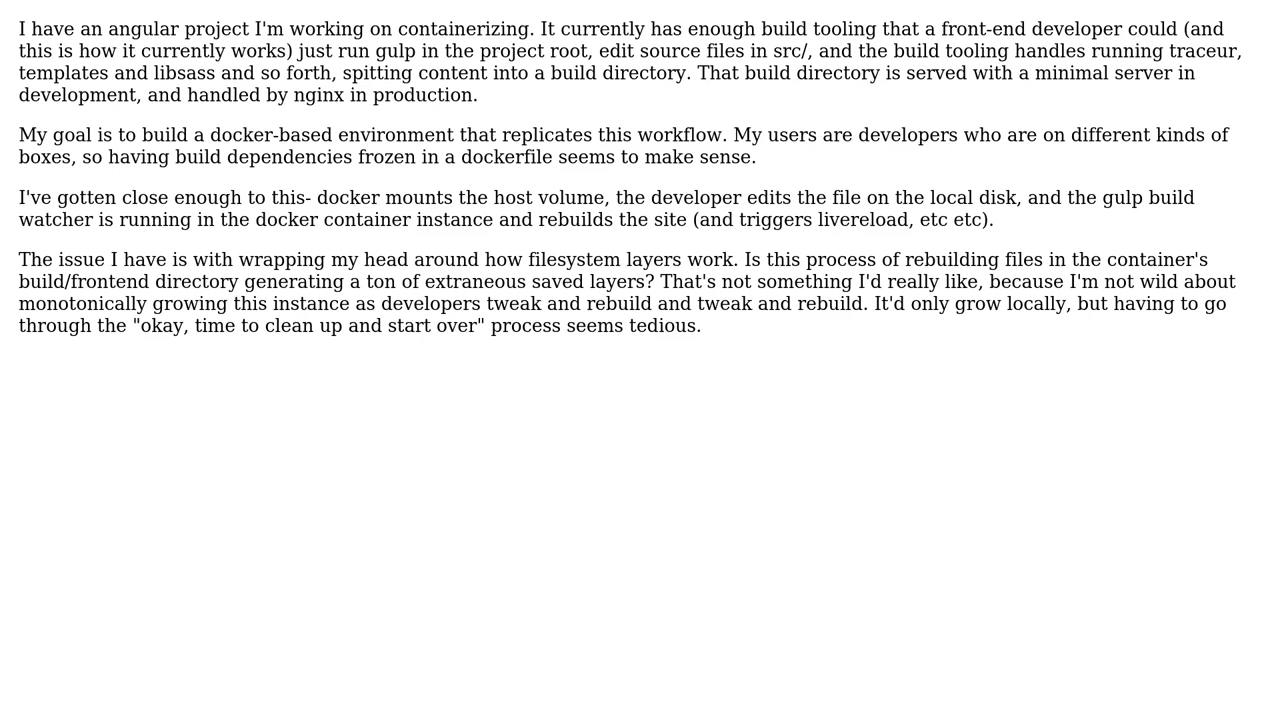 I have an angular project I'm working on containerizing. It currently has enough build tooling that a front-end developer could (and
this is how it currently works) just run gulp in the project root, edit source files in src/, and the build tooling handles running traceur,
templates and libsass and so forth, spitting content into a build directory. That build directory is served with a minimal server in
development, and handled by nginx in production.
My goal is to build a docker-based environment that replicates this workflow. My users are developers who are on different kinds of
boxes, so having build dependencies frozen in a dockerfile seems to make sense.
I've gotten close enough to this- docker mounts the host volume, the developer edits the file on the local disk, and the gulp build
watcher is running in the docker container instance and rebuilds the site (and triggers livereload, etc etc).
The issue I have is with wrapping my head around how filesystem layers work. Is this process of rebuilding files in the container's
build/frontend directory generating a ton of extraneous saved layers? That's not something I'd really like, because I'm not wild about
monotonically growing this instance as developers tweak and rebuild and tweak and rebuild. It'd only grow locally, but having to go
through the "okay, time to clean up and start over" process seems tedious.